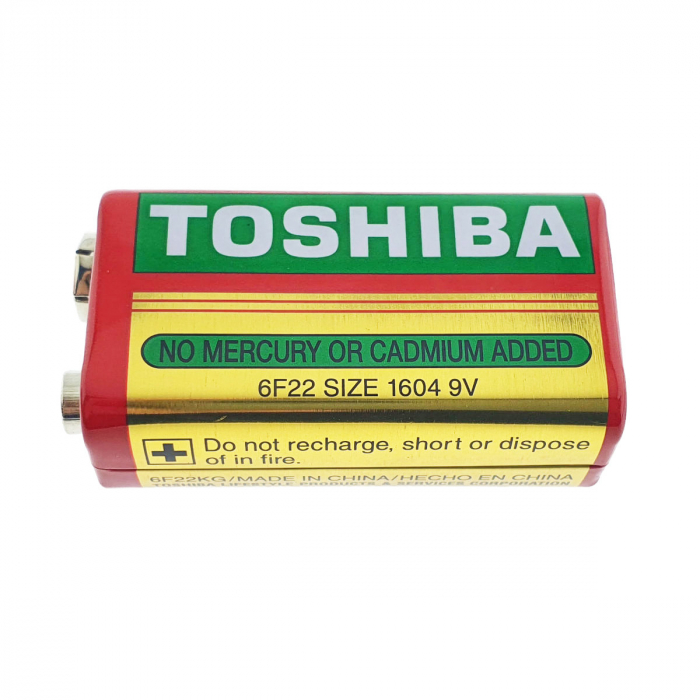 TOSHIBA
NO MERCURY OR CADMIUM ADDED
6F22 SIZE 1604 9V
+ Do not recharge, short or dispose
of in fire.
6F22KG/MADE IN CHINA/HECHO EN CHINA
TOSHIBA LIFESTYLE PRODUCTS & SERVICES CORPORATION